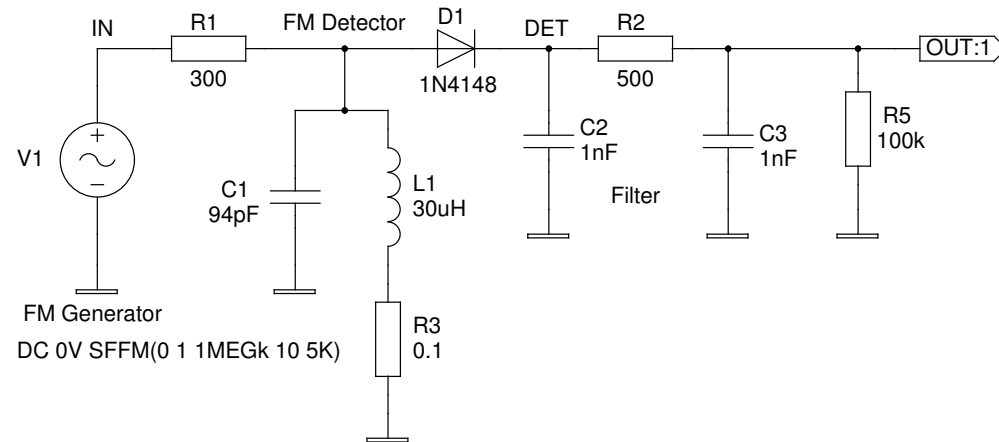 IN
R1
300
FM Detector
D1
1N4148
DET
R2
500
OUT:1
V1
C1
94pF
L1
30uH
R3
0.1
C2
1nF
Filter
C3
1nF
R5
100k
FM Generator
DC 0V SFFM(0 1 1MEGk 10 5K)